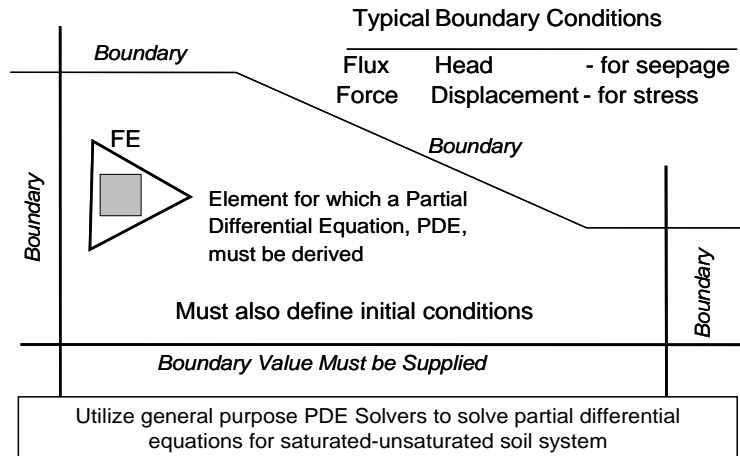 Typical Boundary Conditions
Boundary
Flux Head - for seepage
Force Displacement - for stress
FE
Boundary
Boundary
Element for which a Partial
Differential Equation, PDE,
must be derived
Boundary
Must also define initial conditions
Boundary Value Must be Supplied
Utilize general purpose PDE Solvers to solve partial differential
equations for saturated-unsaturated soil system